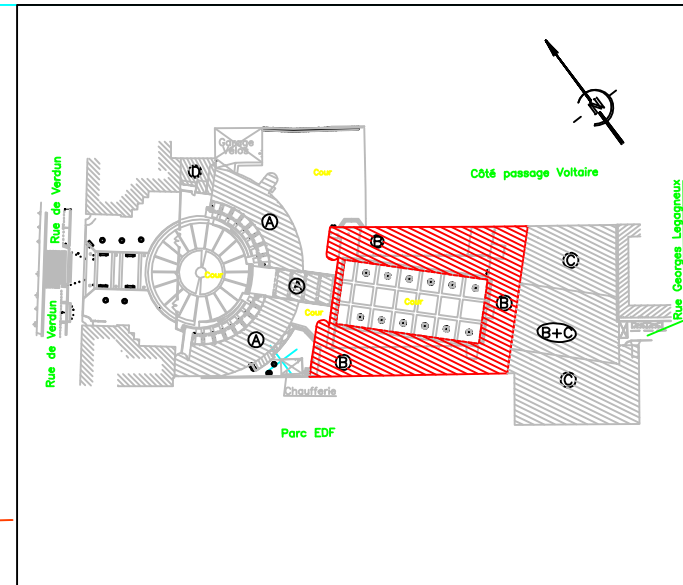 N
Garage
Vélos
Cour
Côté passage Voltaire
Rue de Verdun
D
A
Rue Georges Legagneux
B
C
Cour
A
B
Cour
Cour
B+C
Rue de Verdun
A
B
C
Chaufferie
Parc EDF